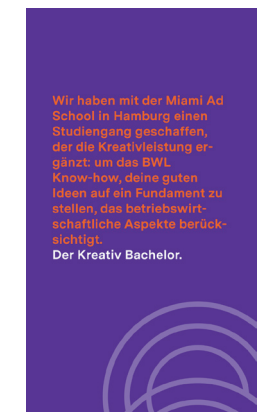 Wir haben mit der Miami Ad
School in Hamburg einen
Studiengang geschaffen,
der die Kreativleistung er-
gänzt: um das BWL
Know-how, deine guten
Ideen auf ein Fundament zu
stellen, das betriebswirt-
schaftliche Aspekte berück-
sichtigt.
Der Kreativ Bachelor.